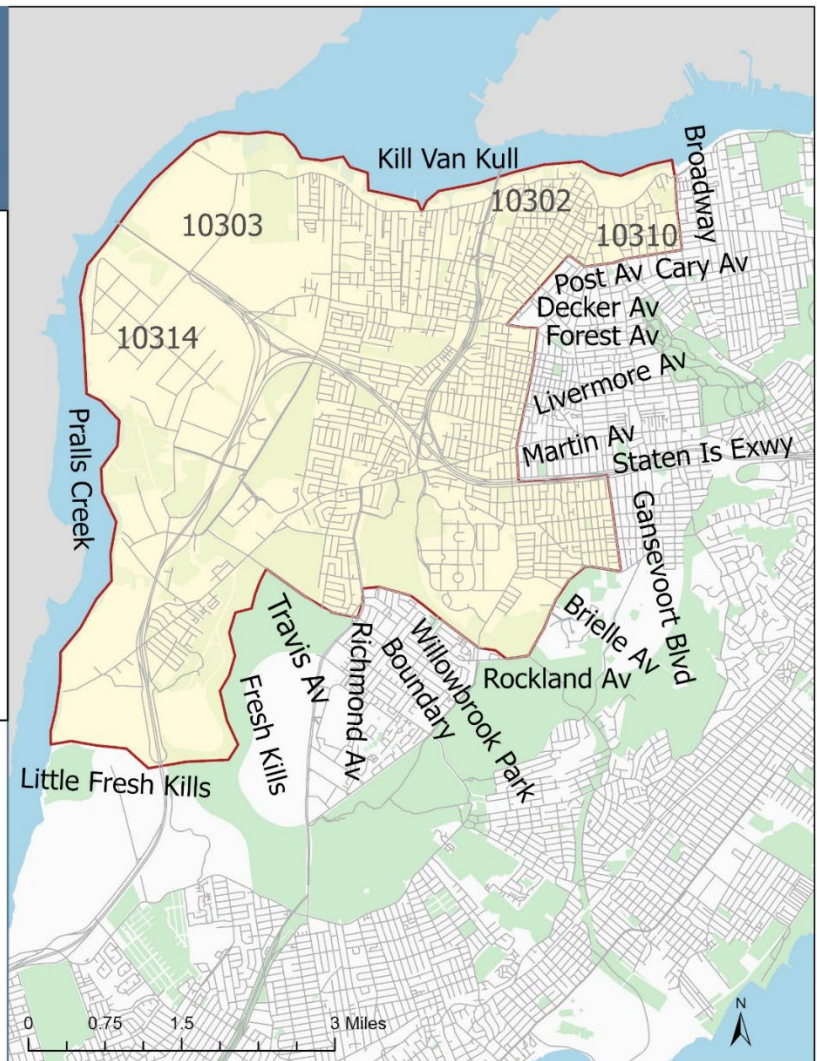 Kill Van Kull
Broadway
10302
10303
10310
Post Av
Cary Av
Decker Av
Forest Av
10314
Livermore Av
Martin Av
Staten Is Exwy
Pralls Creek
Gansevoort Blvd
Brielle Av
Travis Av
Richmond Av
Willowbrook Park
Boundary
Rockland Av
Fresh Kills
Little Fresh Kills
0 0.75 1.5 3 Miles
N